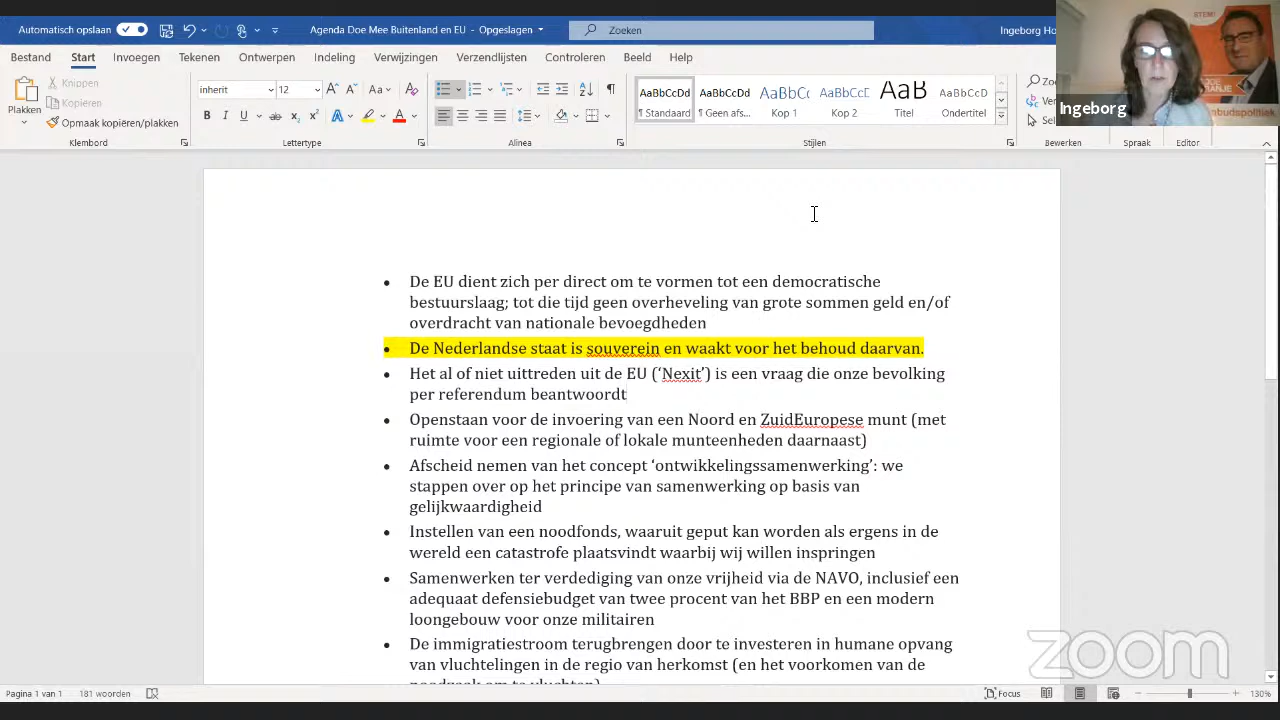 Automatisch opslaan
Agenda Doe Mee Buitenland en EU - Opgeslagen
Zoeken
Ingeborg Ho
Bestand
Start
Invoegen
Tekenen
Ontwerpen
Indeling
Verwijzingen
Verzendlijsten
Controleren
Beeld
Help
STEM!
Ingeborg
Plakken
Knippen
Kopiëren
Opmaak kopiëren/plakken
Klembord
inherit
12
Lettertype
Alinea
AaBbCcDd
¶ Standaard
AaBbCcDd
¶ Geen afs...
AaBbCc
Kop 1
AaBbCcD
Kop 2
AaB
Titel
AaBbCcD
Ondertitel
Stijlen
Bewerken
Spraak
Editor
• De EU dient zich per direct om te vormen tot een democratische
bestuurslaag; tot die tijd geen overheveling van grote sommen geld en/of
overdracht van nationale bevoegdheden
• De Nederlandse staat is souverein en waakt voor het behoud daarvan.
• Het al of niet uittreden uit de EU (‘Nexit’) is een vraag die onze bevolking
per referendum beantwoordt
• Openstaan voor de invoering van een Noord en ZuidEuropese munt (met
ruimte voor een regionale of lokale munteenheden daarnaast)
• Afscheid nemen van het concept ‘ontwikkelingssamenwerking’: we
stappen over op het principe van samenwerking op basis van
gelijkwaardigheid
• Instellen van een noodfonds, waaruit geput kan worden als ergens in de
wereld een catastrofe plaatsvindt waarbij wij willen inspringen
• Samenwerken ter verdediging van onze vrijheid via de NAVO, inclusief een
adequaat defensiebudget van twee procent van het BBP en een modern
loongebouw voor onze militairen
• De immigratiestroom terugbrengen door te investeren in humane opvang
van vluchtelingen in de regio van herkomst (en het voorkomen van de
noodzaak om te vluchten)
zoom
Pagina 1 van 1
181 woorden
Focus
130%